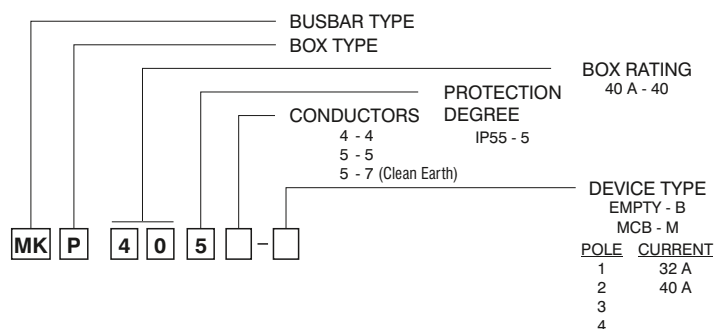 BUSBAR TYPE
BOX TYPE
BOX RATING
40 A - 40
PROTECTION
DEGREE
IP55 - 5
CONDUCTORS
4 - 4
5 - 5
5 - 7 (Clean Earth)
DEVICE TYPE
EMPTY - B
MCB - M
POLE CURRENT
1 32 A
2 40 A
3
4
MK P 4 0 5 -